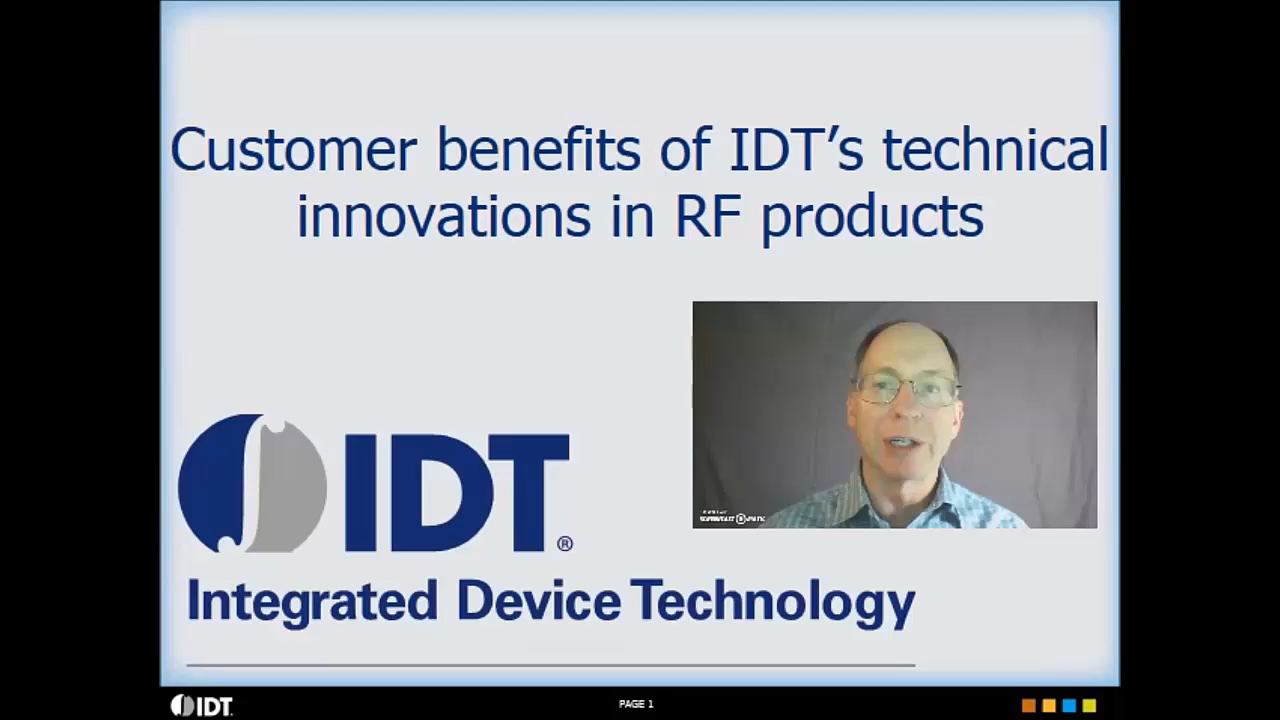 Customer benefits of IDT’s technical
innovations in RF products
IDT®
Integrated Device Technology
IDT.
PAGE 1